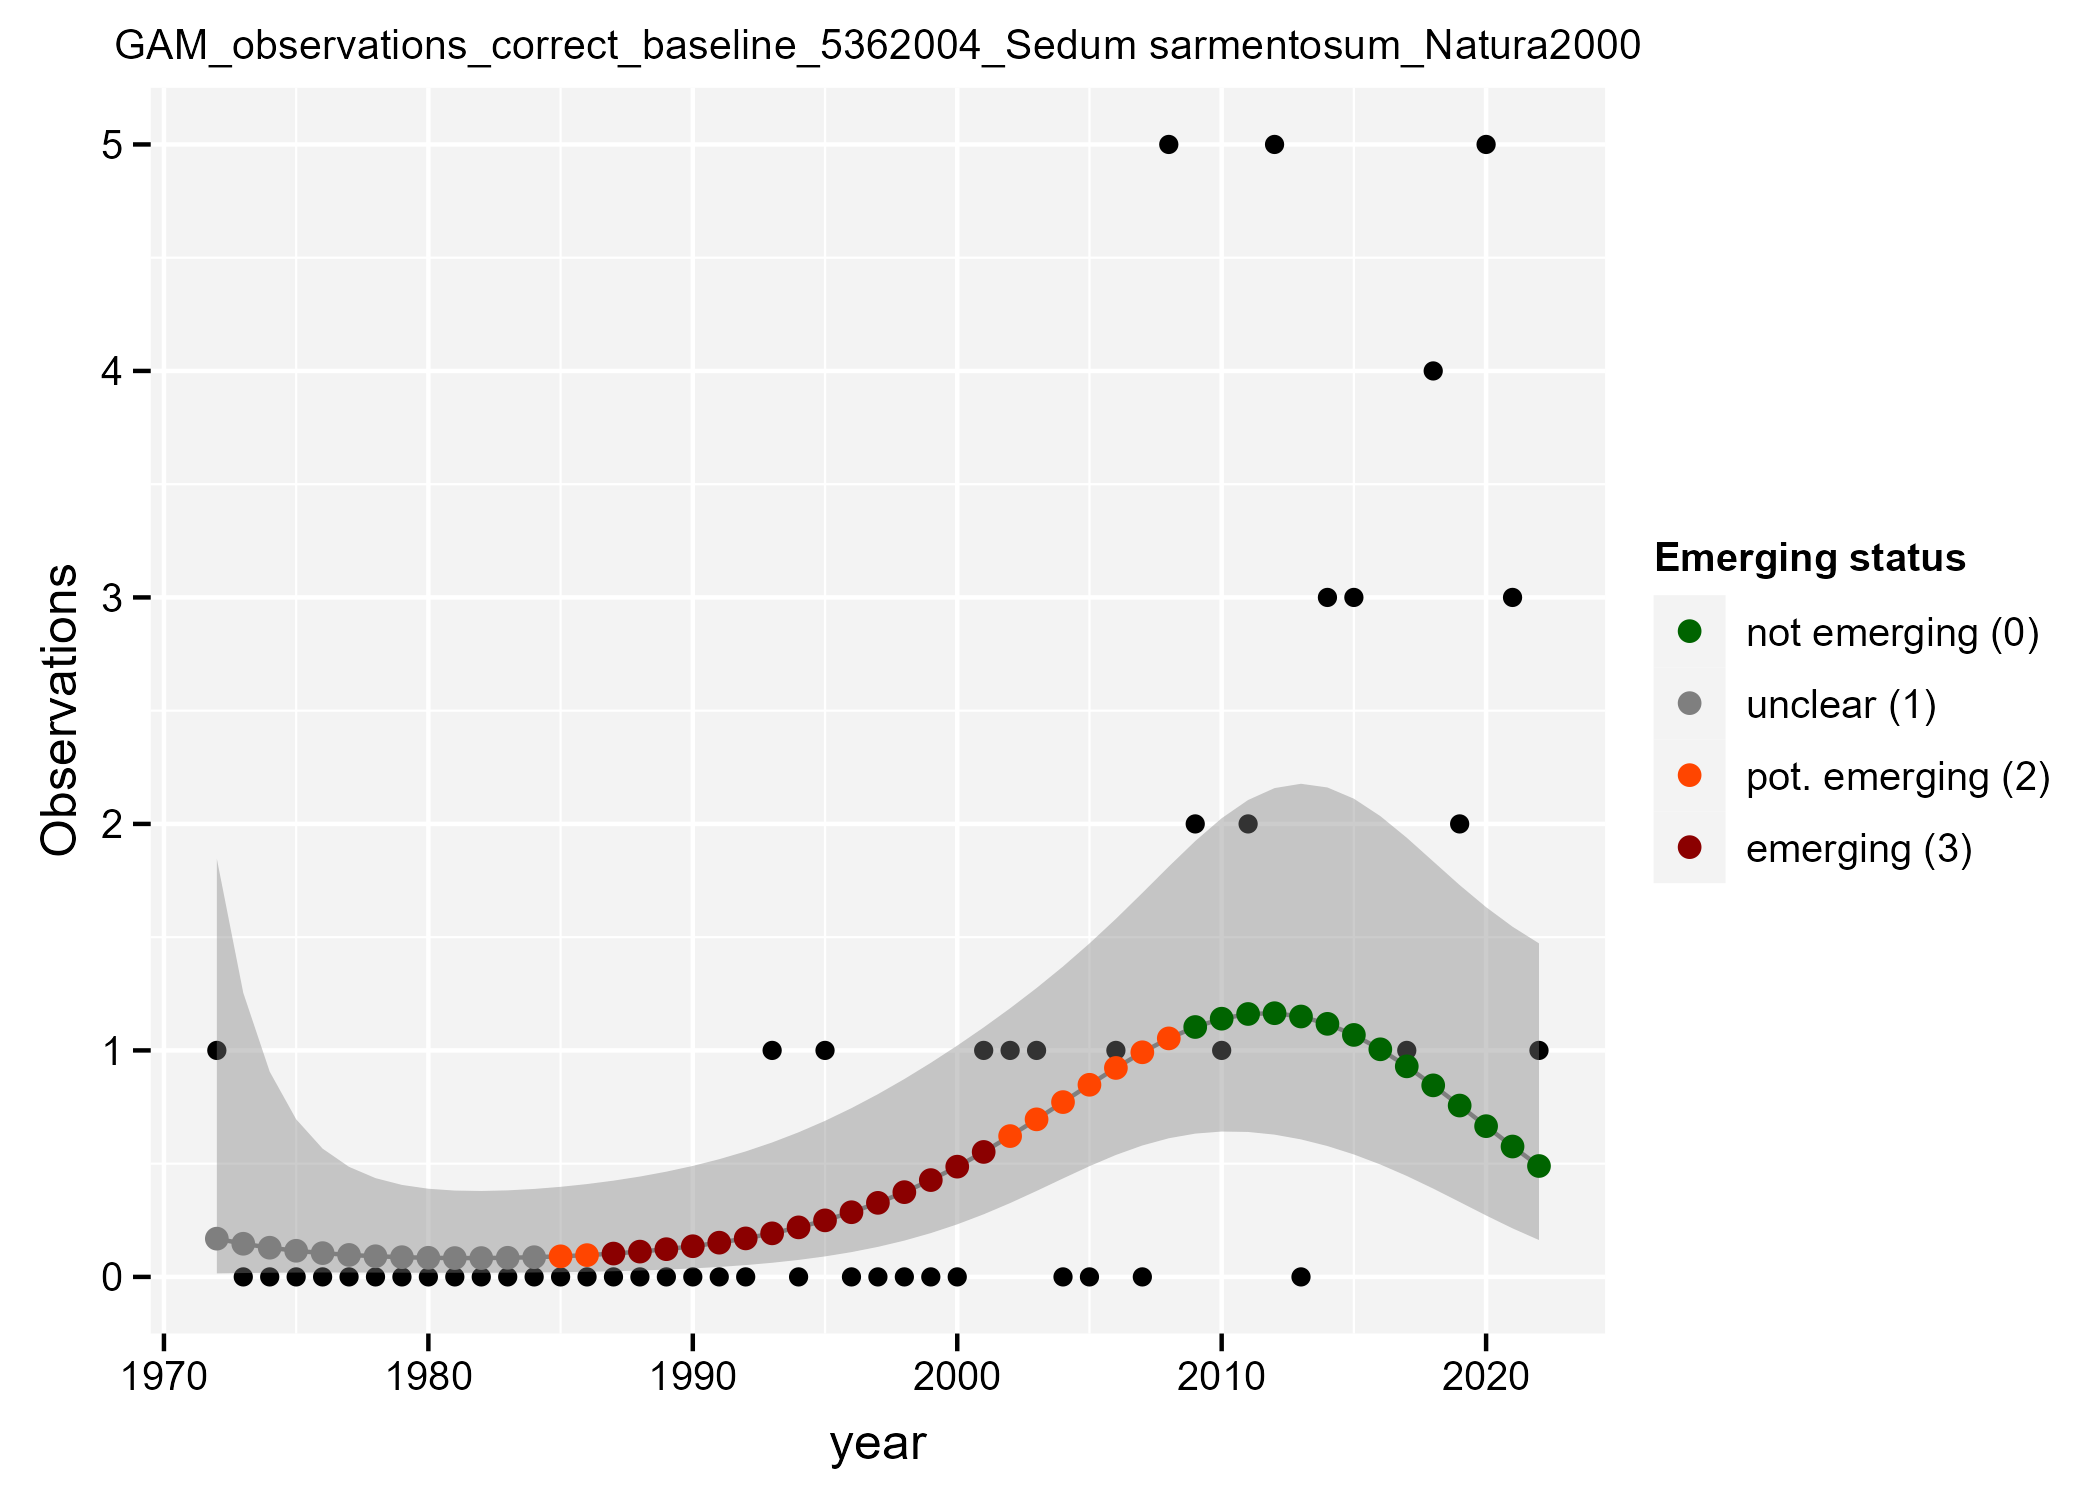 GAM_observations_correct_baseline_5362004_Sedum sarmentosum_Natura2000
5
4
3
2
1
0
Observations
1970 1980 1990 2000 2010 2020
year
Emerging status
not emerging (0)
unclear (1)
pot. emerging (2)
emerging (3)